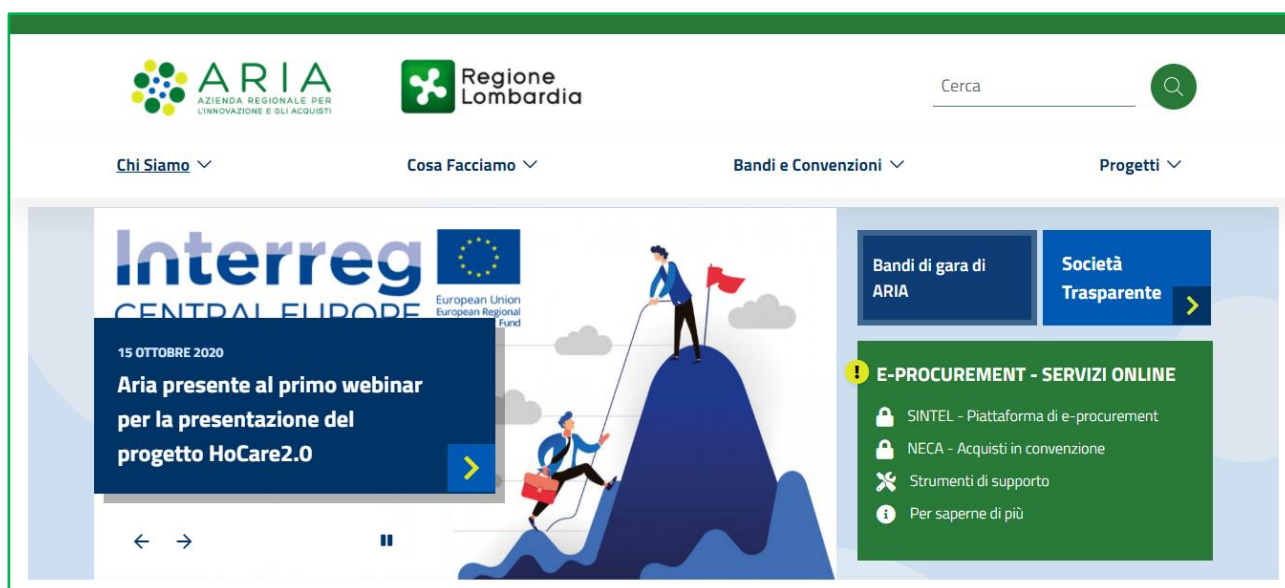 ARIA
AZIENDA REGIONALE PER
L'INNOVAZIONE E GLI ACQUISTI
Regione
Lombardia
Cerca
Chi Siamo
Cosa Facciamo
Bandi e Convenzioni
Progetti
Interreg
CENTRAL EUROPE
European Union
European Regional
Fund
15 OTTOBRE 2020
Aria presente al primo webinar
per la presentazione del
progetto HoCare2.0
Bandi di gara di
ARIA
Società
Trasparente
! E-PROCUREMENT - SERVIZI ONLINE
SINTEL - Piattaforma di e-procurement
NECA - Acquisti in convenzione
Strumenti di supporto
Per saperne di più